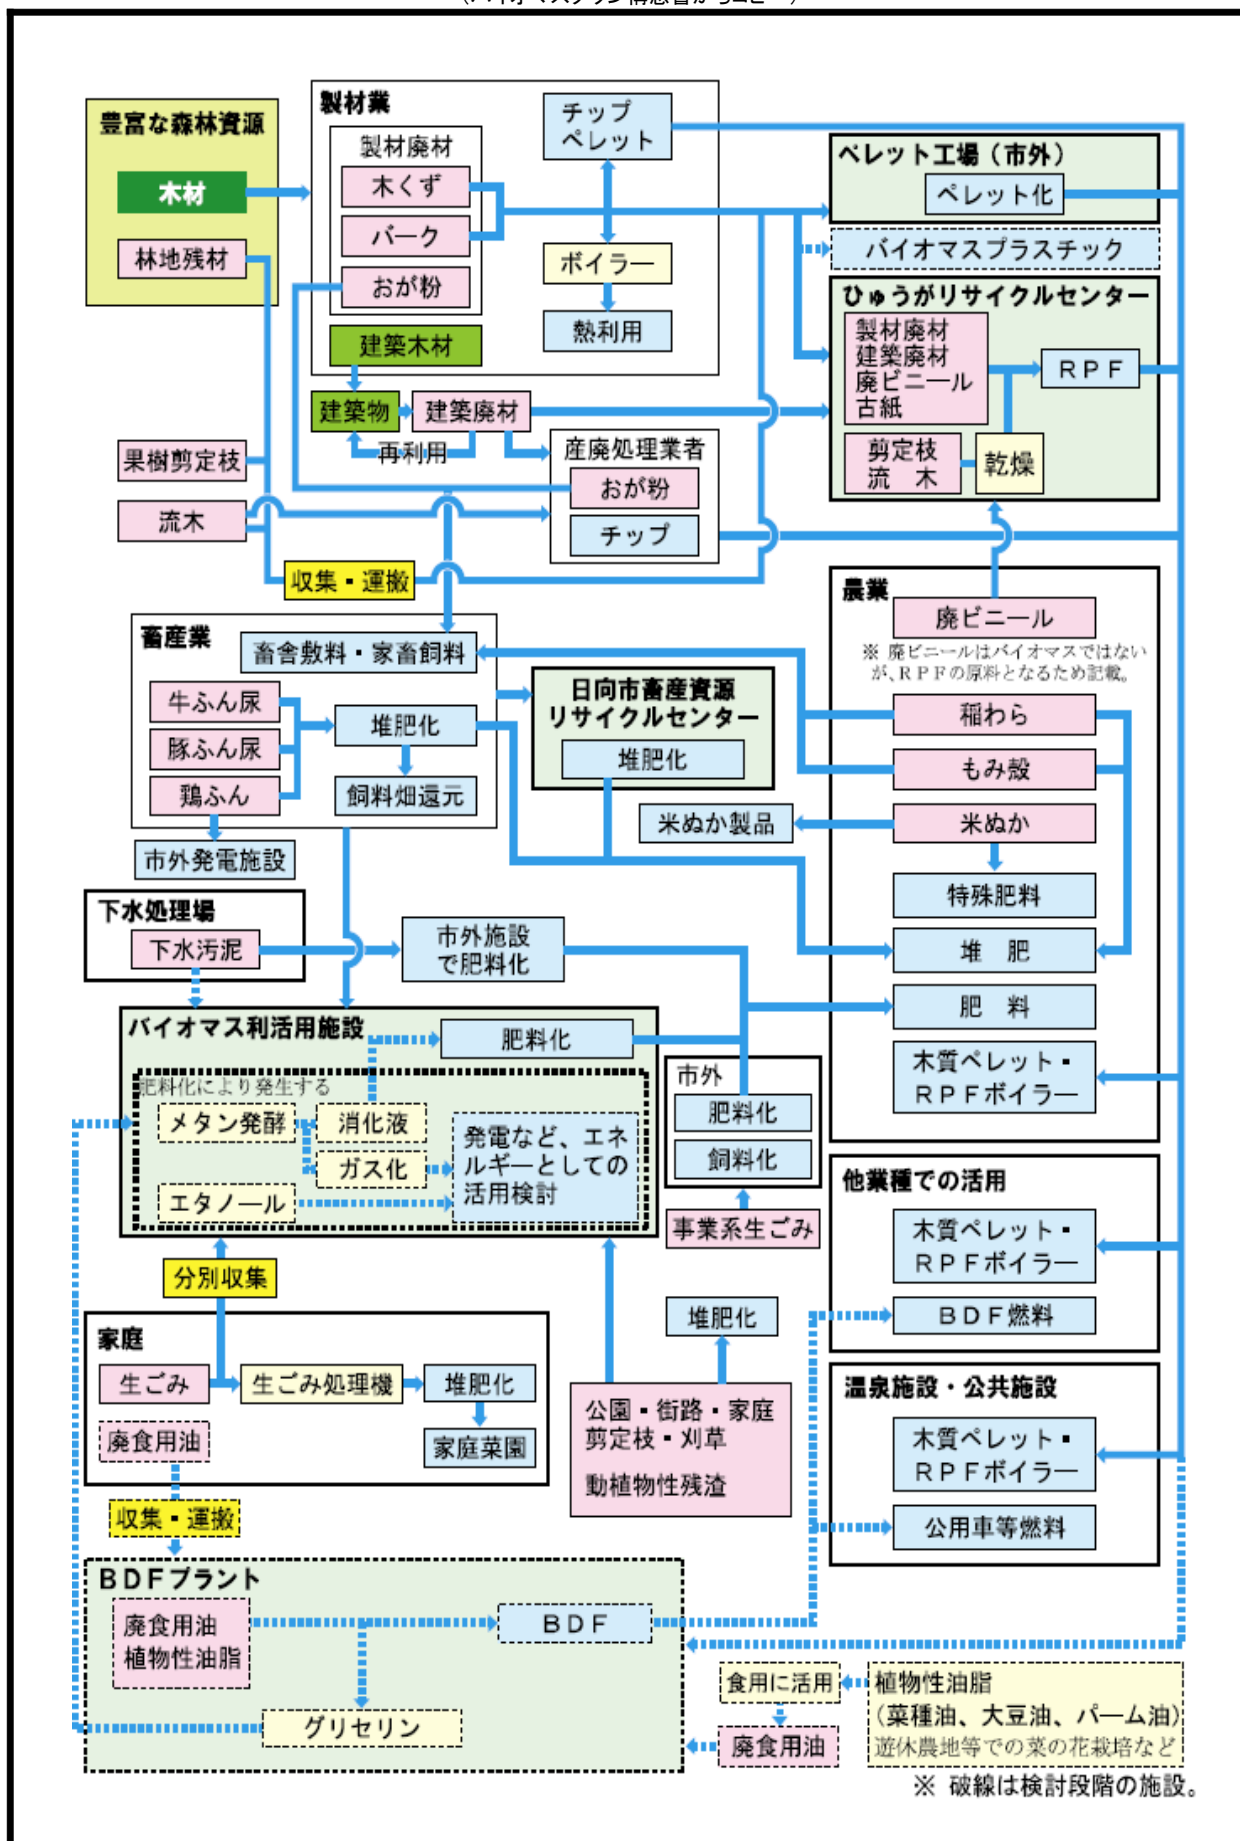 (バイオマスタウン構想書からコピー)
豊富な森林資源
木材
林地残材
製材業
製材廃材
木くず
バーク
おが粉
建築木材
チップ
ペレット
ボイラー
熱利用
ペレット工場（市外）
ペレット化
バイオマスプラスチック
ひゅうがリサイクルセンター
製材廃材
建築廃材
廃ビニール
古紙
RPF
剪定枝
流　木
乾燥
建築物
建築廃材
再利用
果樹剪定枝
流木
産廃処理業者
おが粉
チップ
収集・運搬
畜産業
畜舎敷料・家畜飼料
牛ふん尿
豚ふん尿
鶏ふん
堆肥化
飼料畑還元
市外発電施設
日向市畜産資源
リサイクルセンター
堆肥化
米ぬか製品
農業
廃ビニール
※ 廃ビニールはバイオマスではない
が、RPFの原料となるため記載。
稲わら
もみ殻
米ぬか
特殊肥料
堆　肥
肥　料
木質ペレット・
RPFボイラー
下水処理場
下水汚泥
市外施設
で肥料化
バイオマス利活用施設
肥料化
肥料化により発生する
メタン発酵
消化液
ガス化
エタノール
発電など、エネ
ルギーとしての
活用検討
市外
肥料化
飼料化
事業系生ごみ
他業種での活用
木質ペレット・
RPFボイラー
BDF燃料
分別収集
家庭
生ごみ
生ごみ処理機
堆肥化
家庭菜園
廃食用油
堆肥化
公園・街路・家庭
剪定枝・刈草
動植物性残渣
温泉施設・公共施設
木質ペレット・
RPFボイラー
公用車等燃料
収集・運搬
BDFプラント
廃食用油
植物性油脂
BDF
グリセリン
食用に活用
廃食用油
植物性油脂
(菜種油、大豆油、パーム油)
遊休農地等での菜の花栽培など
※ 破線は検討段階の施設。